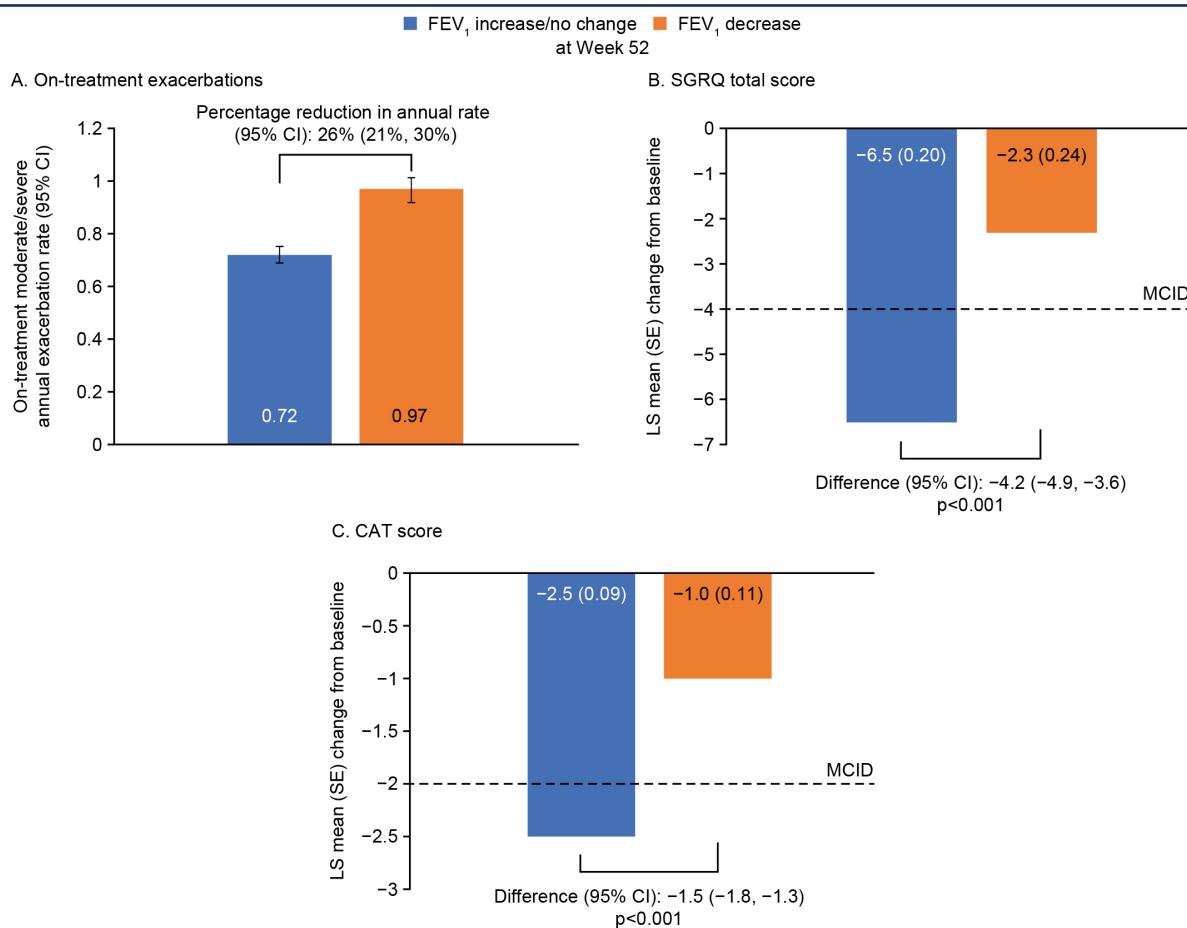 FEV1 increase/no change FEV1 decrease
at Week 52
A. On-treatment exacerbations
Percentage reduction in annual rate
(95% CI): 26% (21%, 30%)
On-treatment moderate/severe
annual exacerbation rate (95% CI)
1.2
1
0.8
0.6
0.4
0.2
0
0.72
0.97
B. SGRQ total score
LS mean (SE) change from baseline
0
−1
−2
−3
−4
−5
−6
−7
−6.5 (0.20)
−2.3 (0.24)
MCID
Difference (95% CI): −4.2 (−4.9, −3.6)
p<0.001
C. CAT score
LS mean (SE) change from baseline
0
−0.5
−1
−1.5
−2
−2.5
−3
−2.5 (0.09)
−1.0 (0.11)
MCID
Difference (95% CI): −1.5 (−1.8, −1.3)
p<0.001